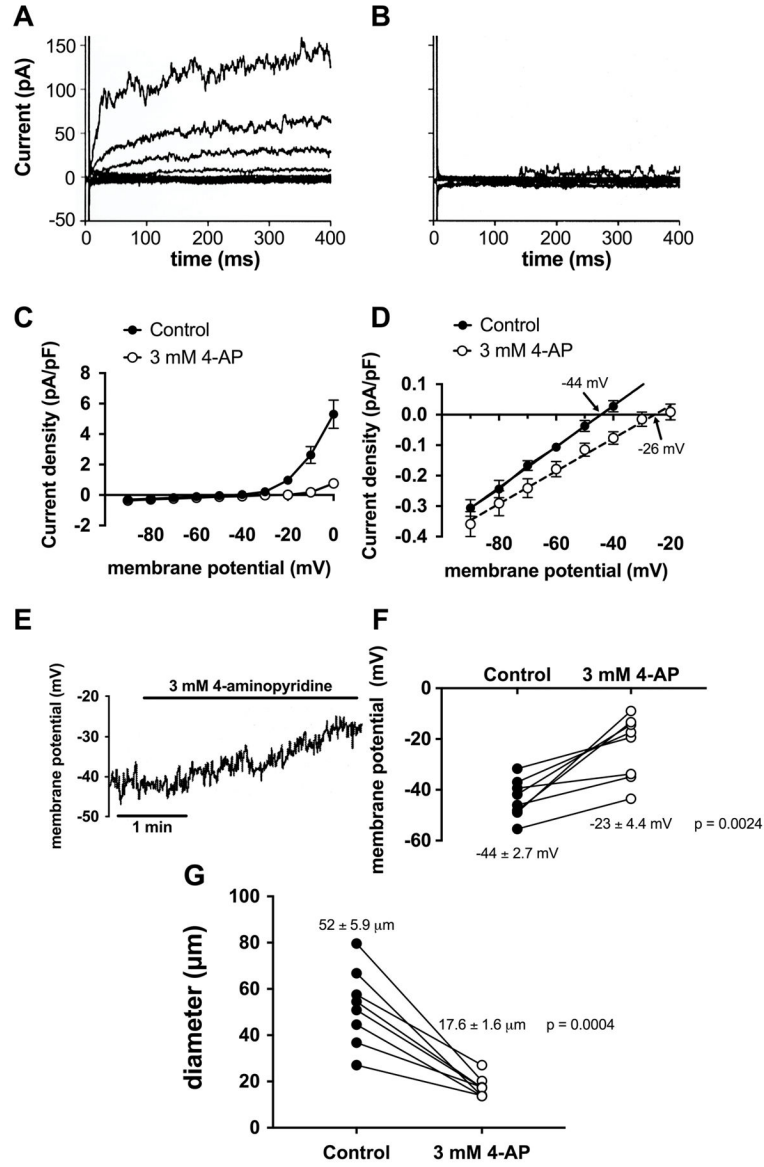 A
B
150
100
50
0
-50
Current (pA)
0 100 200 300 400
time (ms)
0 100 200 300 400
time (ms)
C
Control
3 mM 4-AP
8
6
4
2
0
-2
Current density (pA/pF)
-80 -60 -40 -20 0
membrane potential (mV)
D
Control
3 mM 4-AP
0.1
0.0
-0.1
-0.2
-0.3
-0.4
Current density (pA/pF)
-44 mV
-26 mV
-80 -60 -40 -20
membrane potential (mV)
E
3 mM 4-aminopyridine
-20
-30
-40
-50
membrane potential (mV)
1 min
F
Control 3 mM 4-AP
0
-20
-40
-60
membrane potential (mV)
-23 ± 4.4 mV p = 0.0024
-44 ± 2.7 mV
G
100
80
60
40
20
0
diameter (μm)
52 ± 5.9 μm
17.6 ± 1.6 μm p = 0.0004
Control 3 mM 4-AP